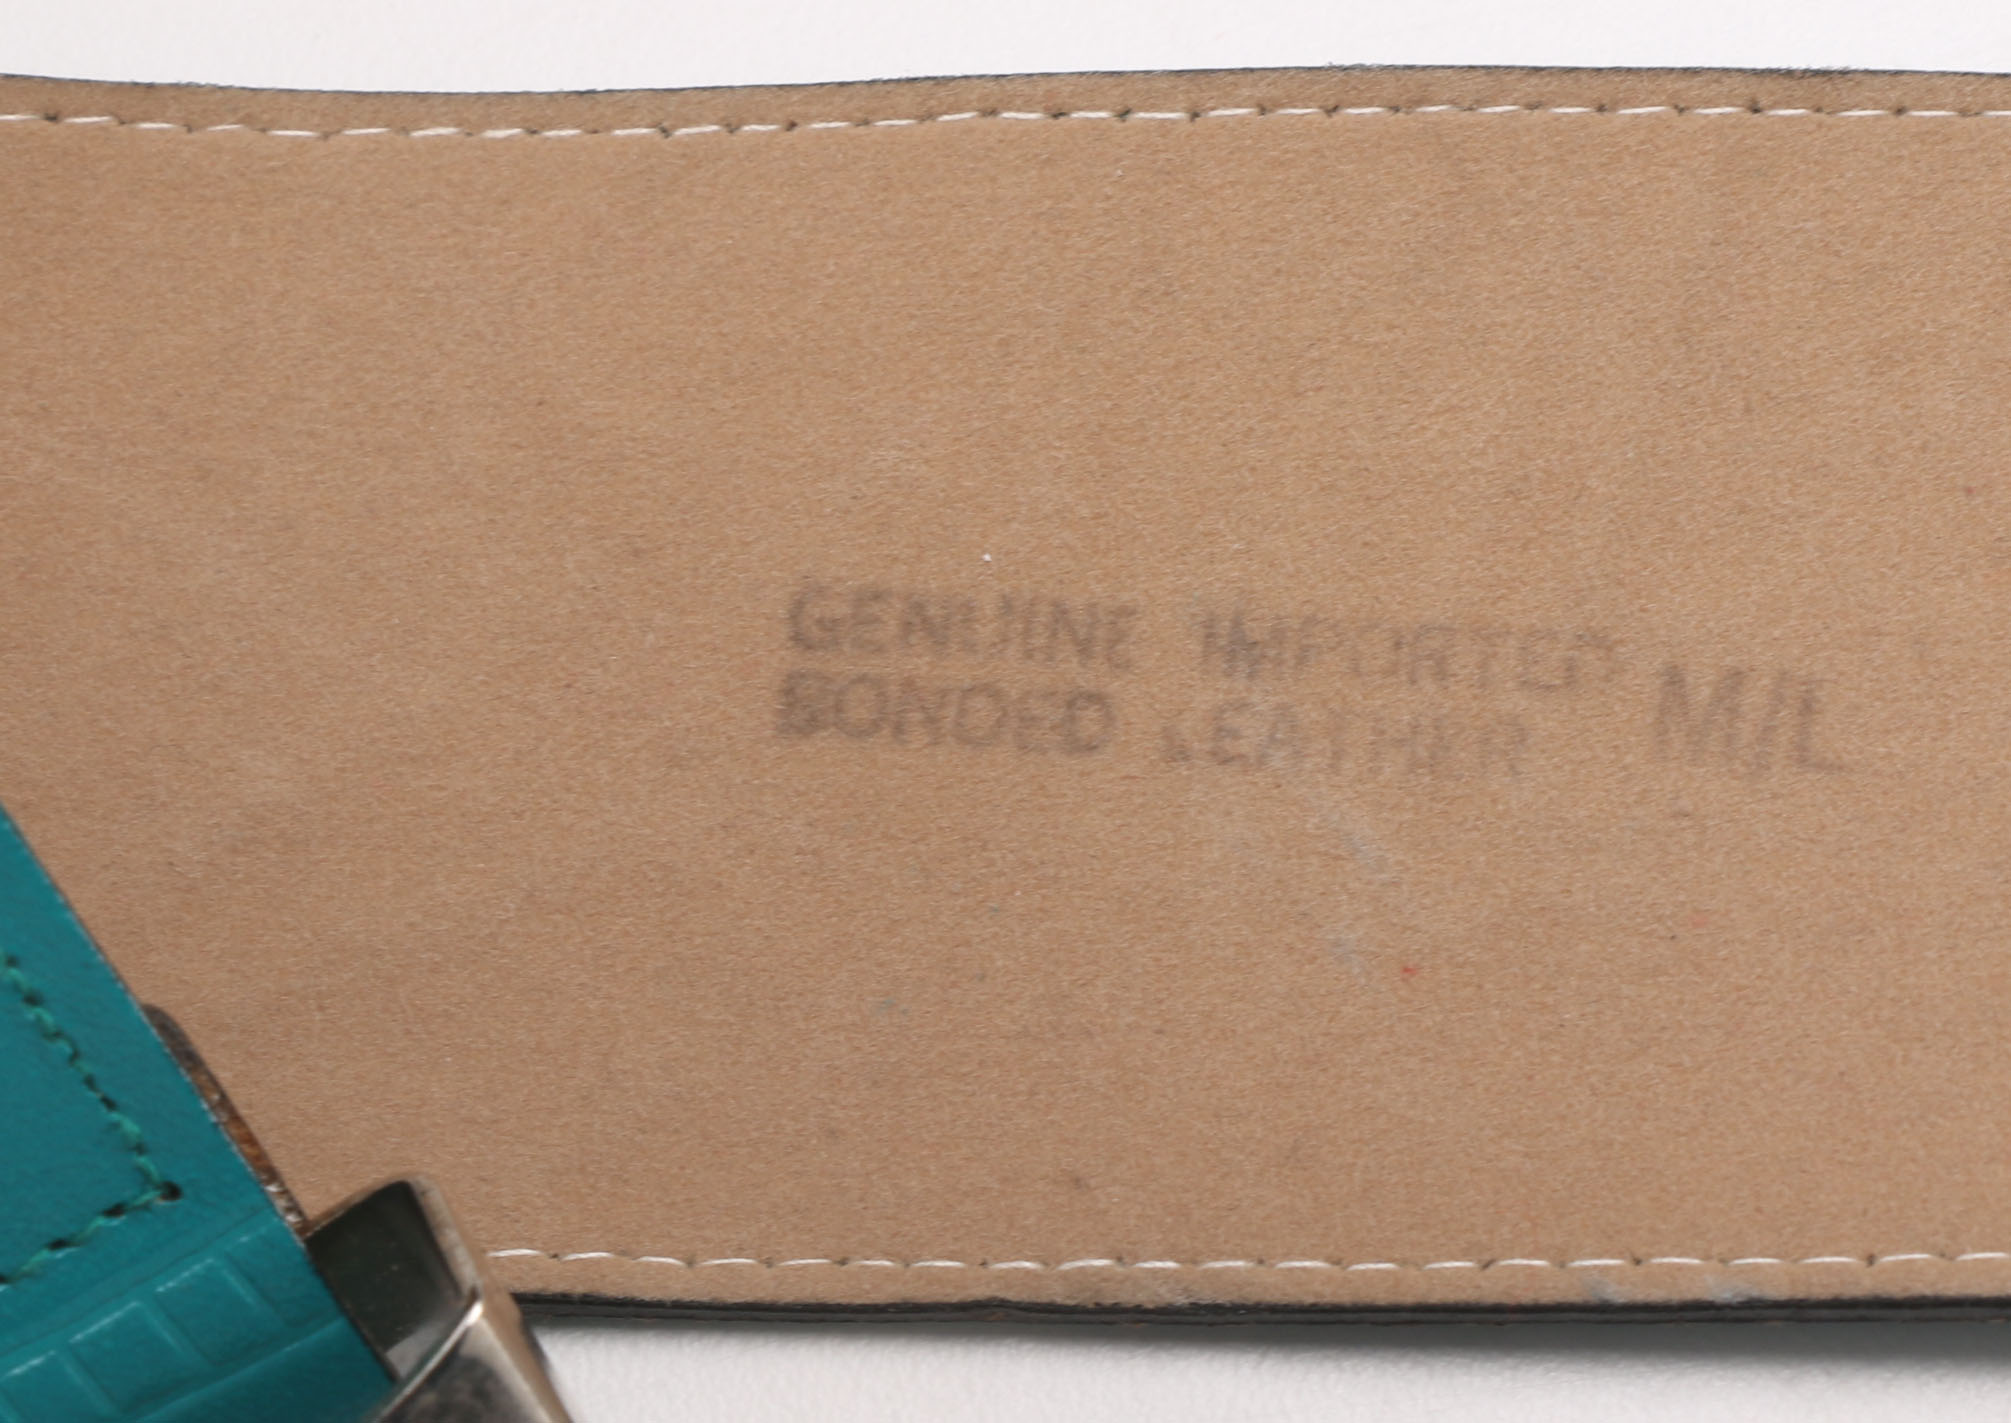 GENUINE IMPORTED
BONDED LEATHER M/L